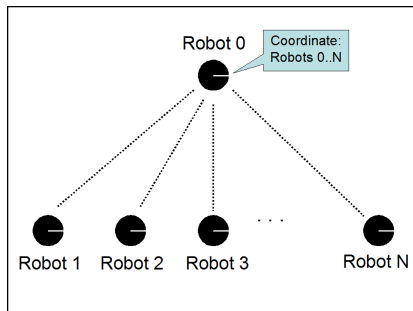 Robot 0
Coordinate:
Robots 0..N
. . .
Robot 1
Robot 2
Robot 3
Robot N